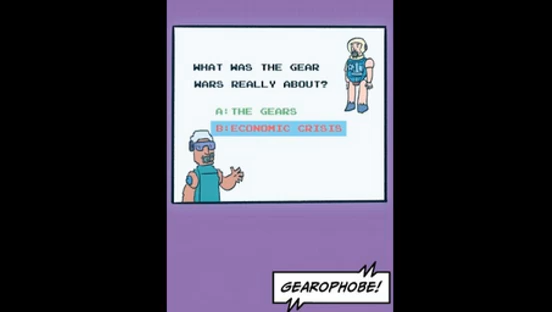 WHAT WAS THE GEAR
WARS REALLY ABOUT?
A:THE GEARS
B:ECONOMIC CRISIS
GEAROPHOBE!